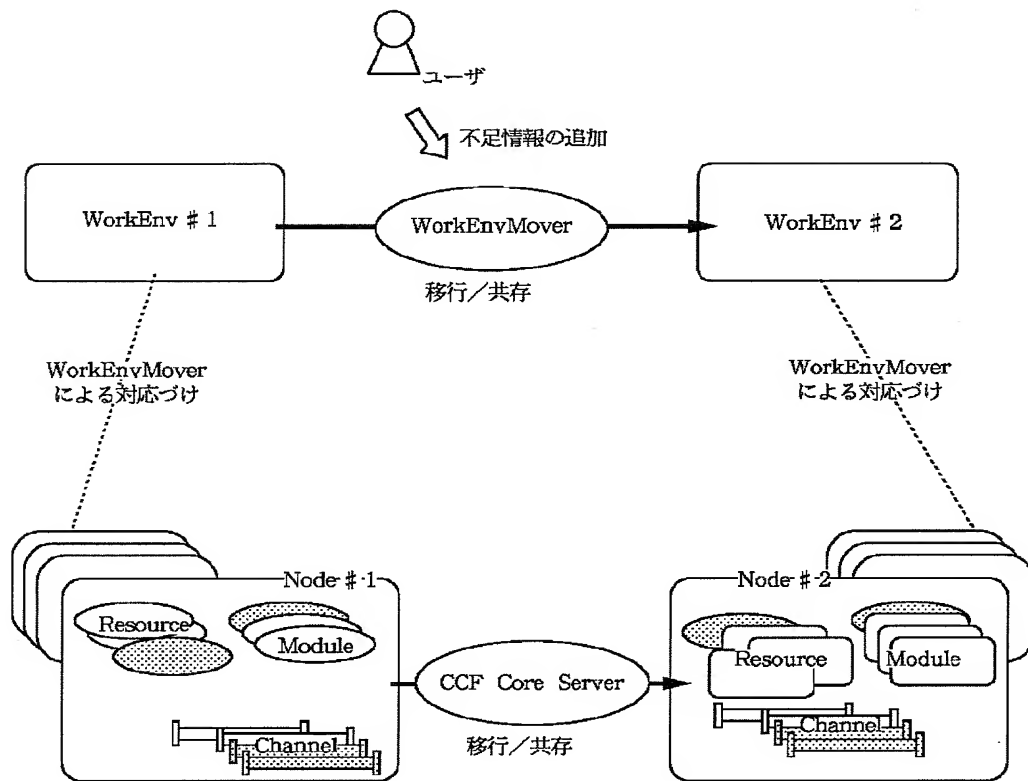 ユーザ
不足情報の追加
WorkEnv ＃1
WorkEnvMover
WorkEnv ＃2
移行／共存
WorkEnvMover
による対応づけ
WorkEnvMover
による対応づけ
Node ＃1
Resource
Module
Channel
CCF Core Server
移行／共存
Node ＃2
Resource
Module
Channel